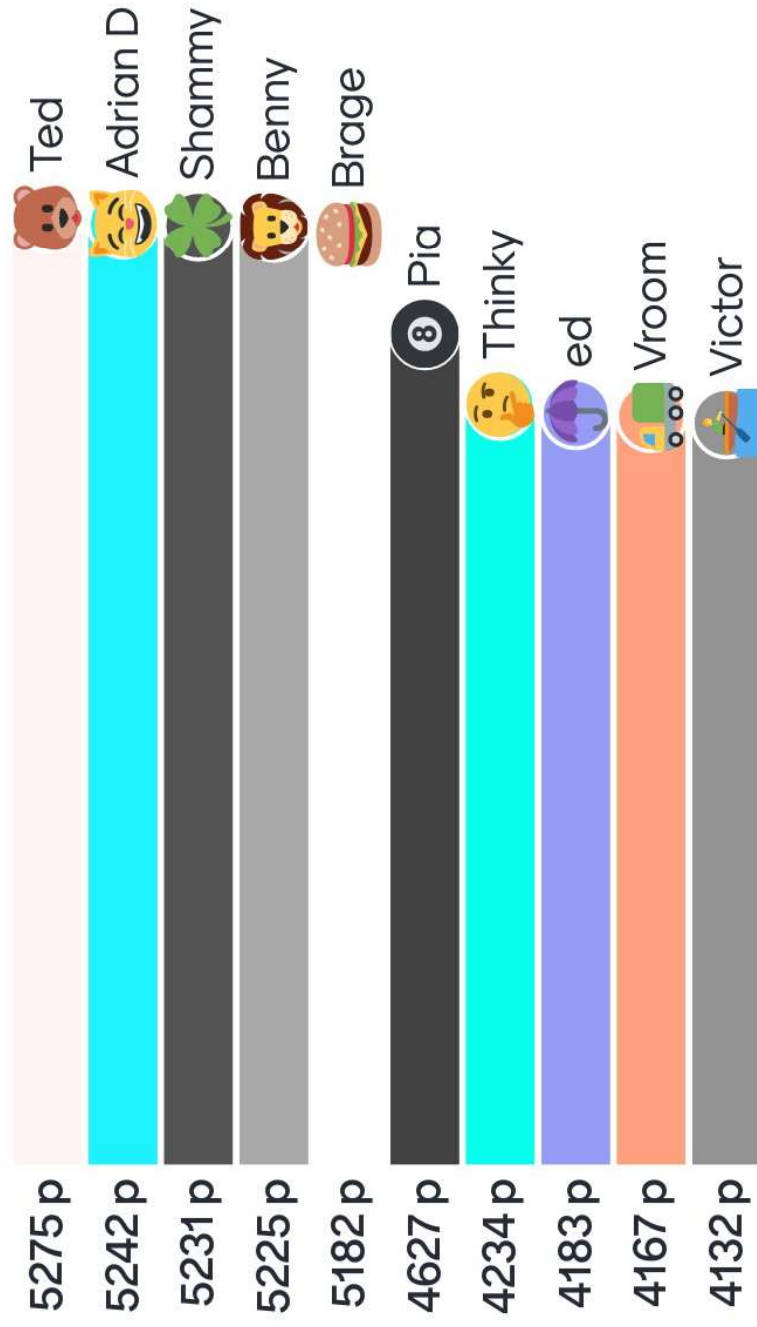 5275 p Ted
5242 p Adrian D
5231 p Shammy
5225 p Benny
5182 p Brage
4627 p 8 Pia
4234 p Thinky
4183 p ed
4167 p Vroom
4132 p Victor